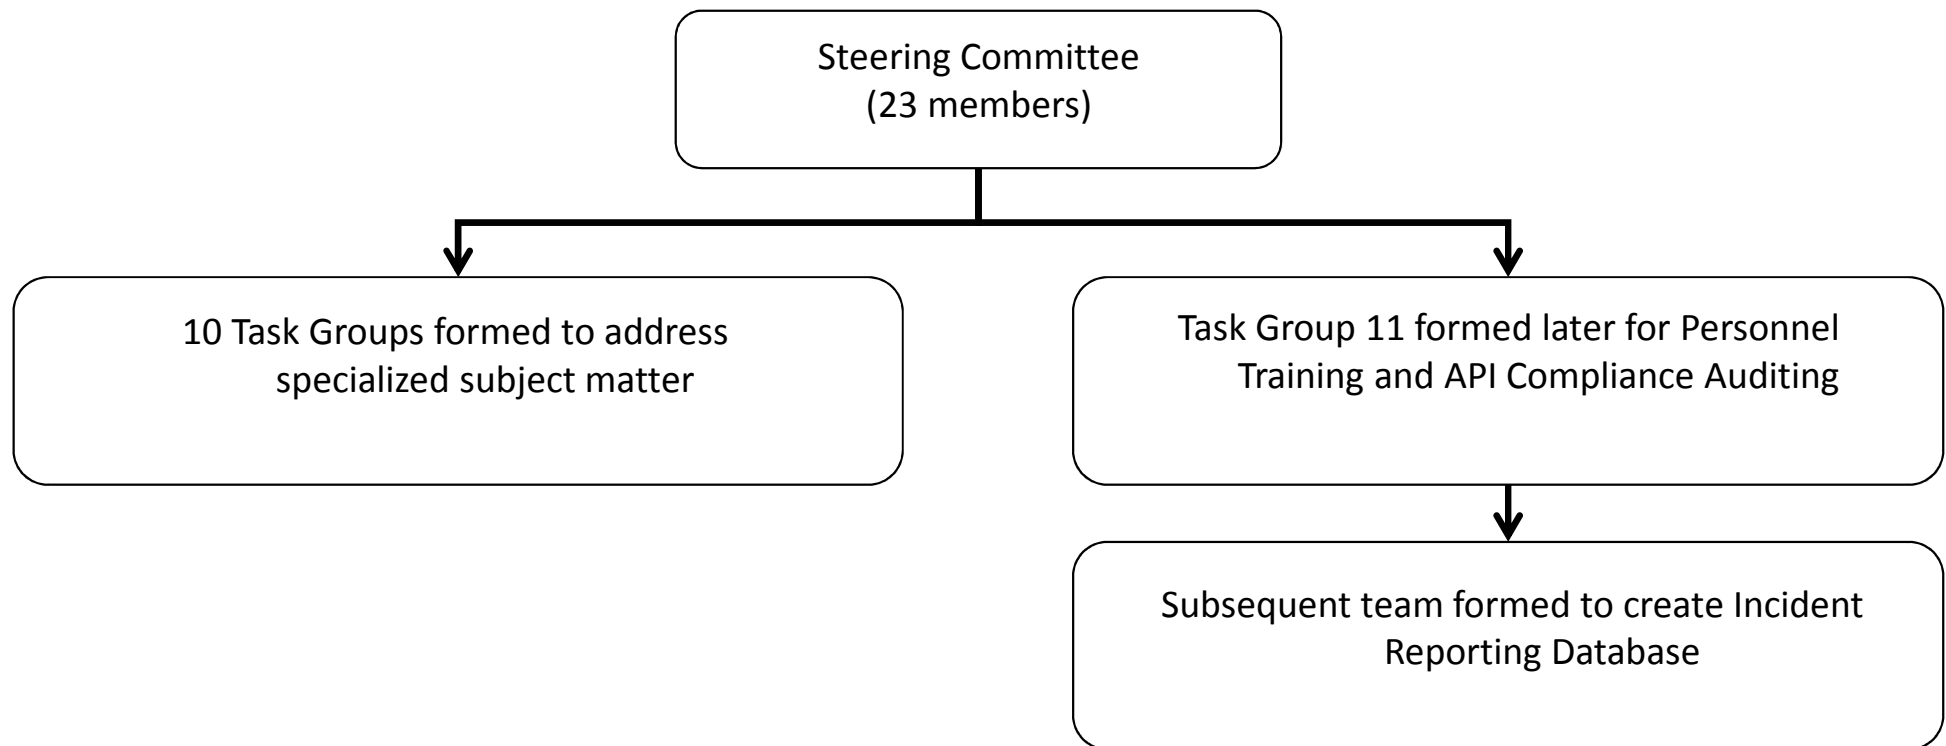 Steering Committee
(23 members)
10 Task Groups formed to address
specialized subject matter
Task Group 11 formed later for Personnel
Training and API Compliance Auditing
Subsequent team formed to create Incident
Reporting Database